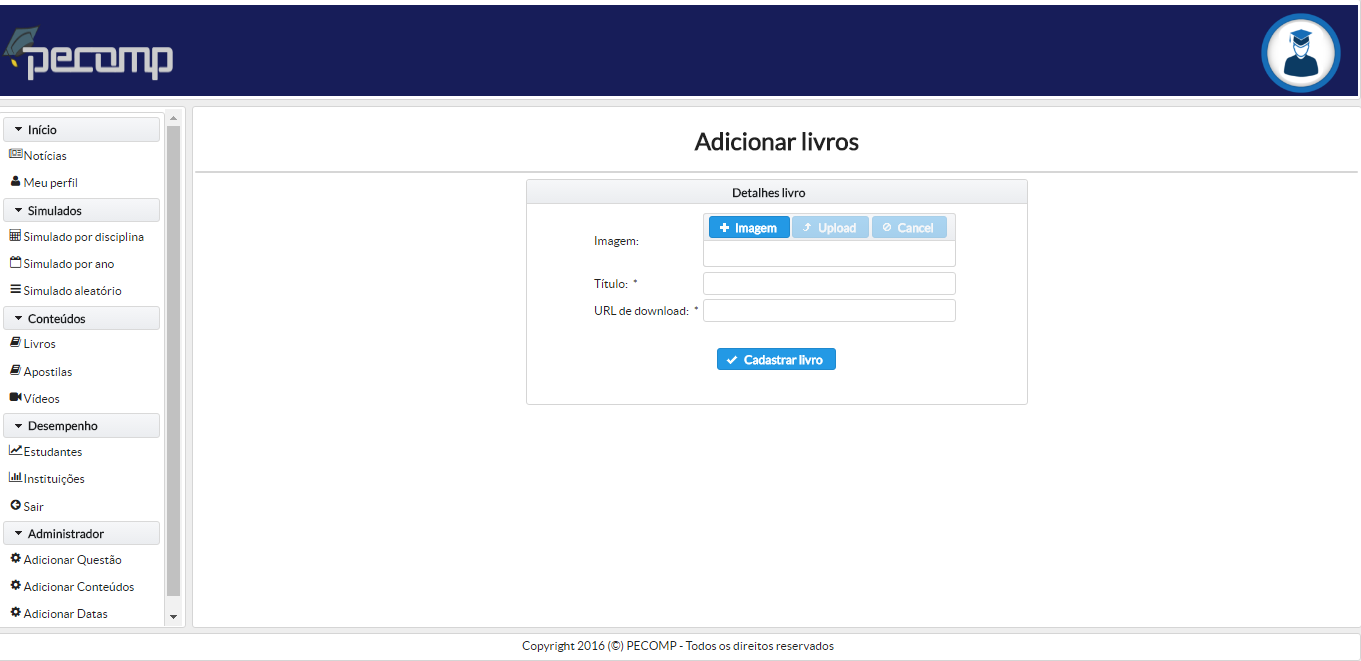 pecomp
Início
Notícias
Meu perfil
Simulados
Simulado por disciplina
Simulado por ano
Simulado aleatório
Conteúdos
Livros
Apostilas
Vídeos
Desempenho
Estudantes
Instituições
Sair
Administrador
Adicionar Questão
Adicionar Conteúdos
Adicionar Datas
Adicionar livros
Detalhes livro
Imagem: Imagem Upload Cancel
Título: *
URL de download: *
Cadastrar livro
Copyright 2016 (©) PECOMP - Todos os direitos reservados